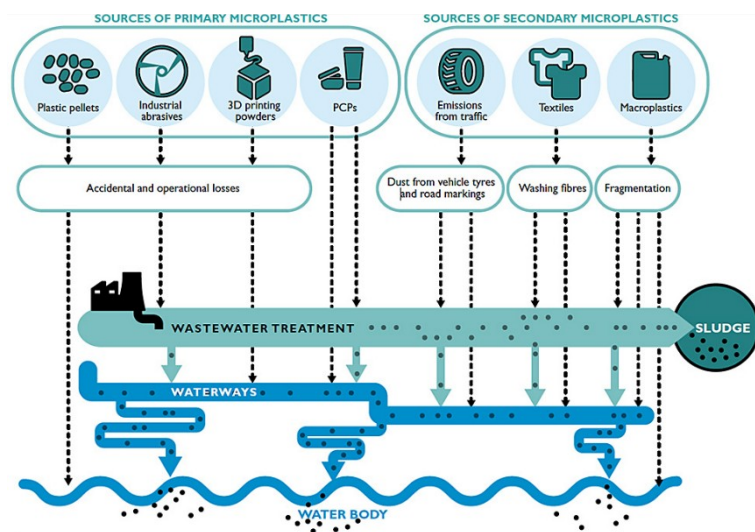 SOURCES OF PRIMARY MICROPLASTICS
SOURCES OF SECONDARY MICROPLASTICS
Plastic pellets
Industrial
abrasives
3D printing
powders
PCPs
Emissions
from traffic
Textiles
Macroplastics
Accidental and operational losses
Dust from vehicle tyres
and road markings
Washing fibres
Fragmentation
WASTEWATER TREATMENT
SLUDGE
WATERWAYS
WATER BODY